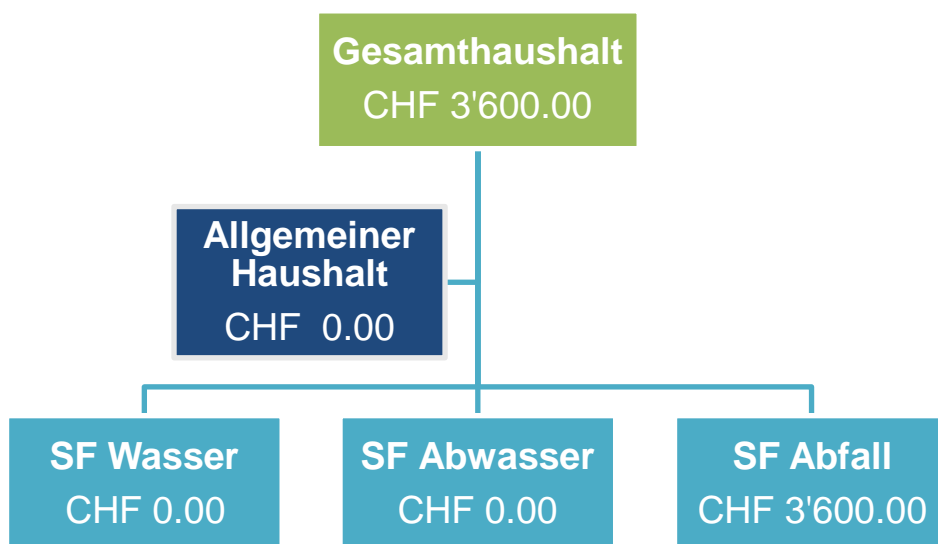 Gesamthaushalt
CHF 3'600.00
Allgemeiner
Haushalt
CHF  0.00
SF Wasser
CHF 0.00
SF Abwasser
CHF 0.00
SF Abfall
CHF 3'600.00